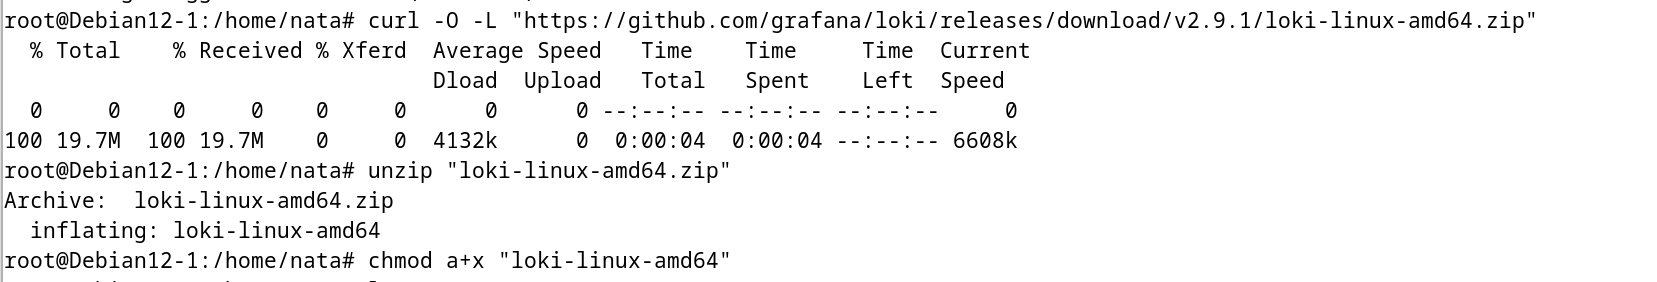 root@Debian12-1:/home/nata# curl -O -L "https://github.com/grafana/loki/releases/download/v2.9.1/loki-linux-amd64.zip"
  % Total    % Received % Xferd  Average Speed   Time    Time     Time  Current
                                 Dload  Upload   Total   Spent    Left  Speed
  0     0    0     0    0     0      0      0 --:--:-- --:--:-- --:--:--     0
100 19.7M  100 19.7M    0     0  4132k      0  0:00:04  0:00:04 --:--:-- 6608k
root@Debian12-1:/home/nata# unzip "loki-linux-amd64.zip"
Archive:  loki-linux-amd64.zip
  inflating: loki-linux-amd64
root@Debian12-1:/home/nata# chmod a+x "loki-linux-amd64"